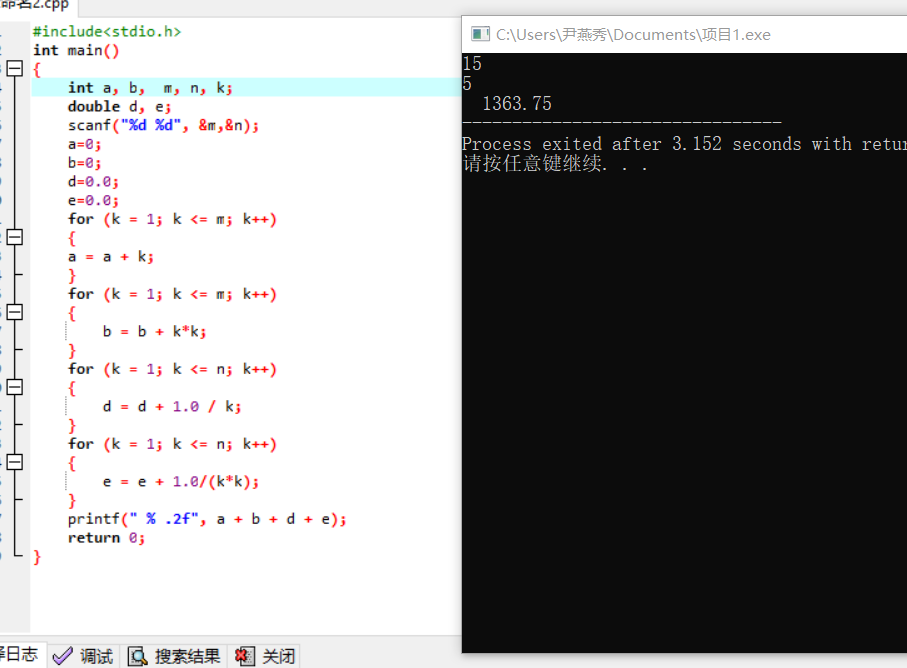 命名2.cpp
#include<stdio.h>
int main()
{
int a, b,  m, n, k;
double d, e;
scanf("%d %d", &m,&n);
a=0;
b=0;
d=0.0;
e=0.0;
for (k = 1; k <= m; k++)
{
a = a + k;
}
for (k = 1; k <= m; k++)
{
b = b + k*k;
}
for (k = 1; k <= n; k++)
{
d = d + 1.0 / k;
}
for (k = 1; k <= n; k++)
{
e = e + 1.0/(k*k);
}
printf(" % .2f", a + b + d + e);
return 0;
}
日志 调试 搜索结果 关闭
C:\Users\尹燕秀\Documents\项目1.exe
15
5
  1363.75
--------------------------------
Process exited after 3.152 seconds with
请按任意键继续. . .